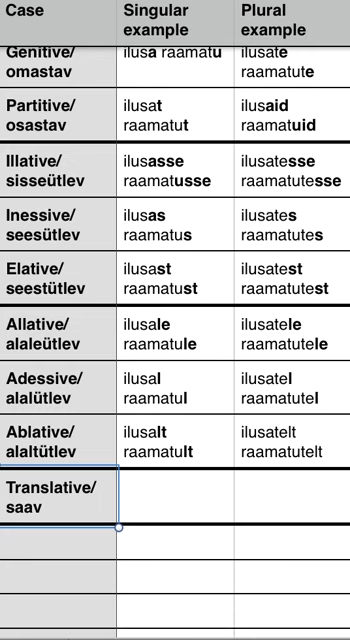 Case Singular example Plural example
Genitive/ omastav ilusa raamatu ilusate raamatute
Partitive/ osastav ilusat raamatut ilusaid raamatuid
Illative/ sisseütlev ilusasse raamatusse ilusatesse raamatutesse
Inessive/ seesütlev ilusas raamatus ilusates raamatutes
Elative/ seestütlev ilusast raamatust ilusatest raamatutest
Allative/ alaleütlev ilusale raamatule ilusatele raamatutele
Adessive/ alalütlev ilusal raamatul ilusatel raamatutel
Ablative/ alaltütlev ilusalt raamatult ilusatelt raamatutelt
Translative/ saav